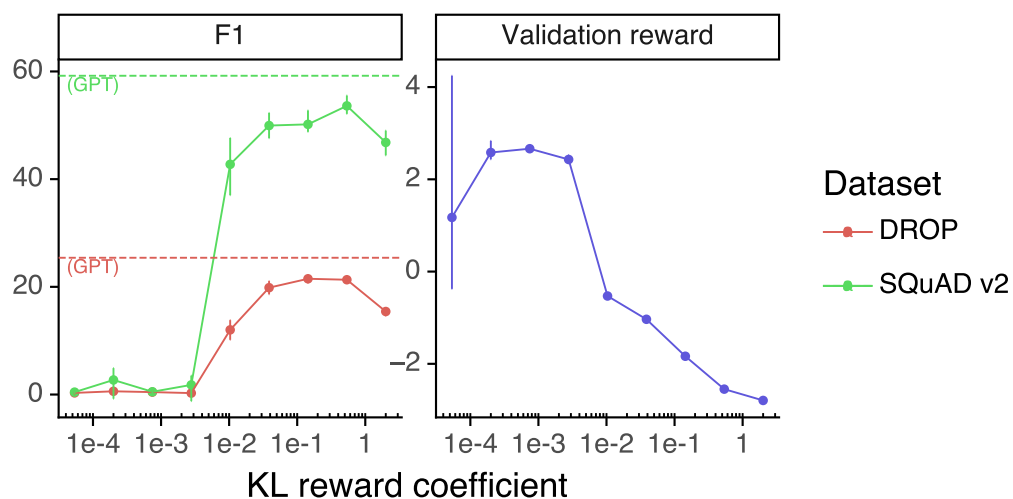 F1
Validation reward
60
40
20
0
(GPT)
(GPT)
4
2
0
−2
1e-4 1e-3 1e-2 1e-1 1
1e-4 1e-3 1e-2 1e-1 1
KL reward coefficient
Dataset
DROP
SQuAD v2